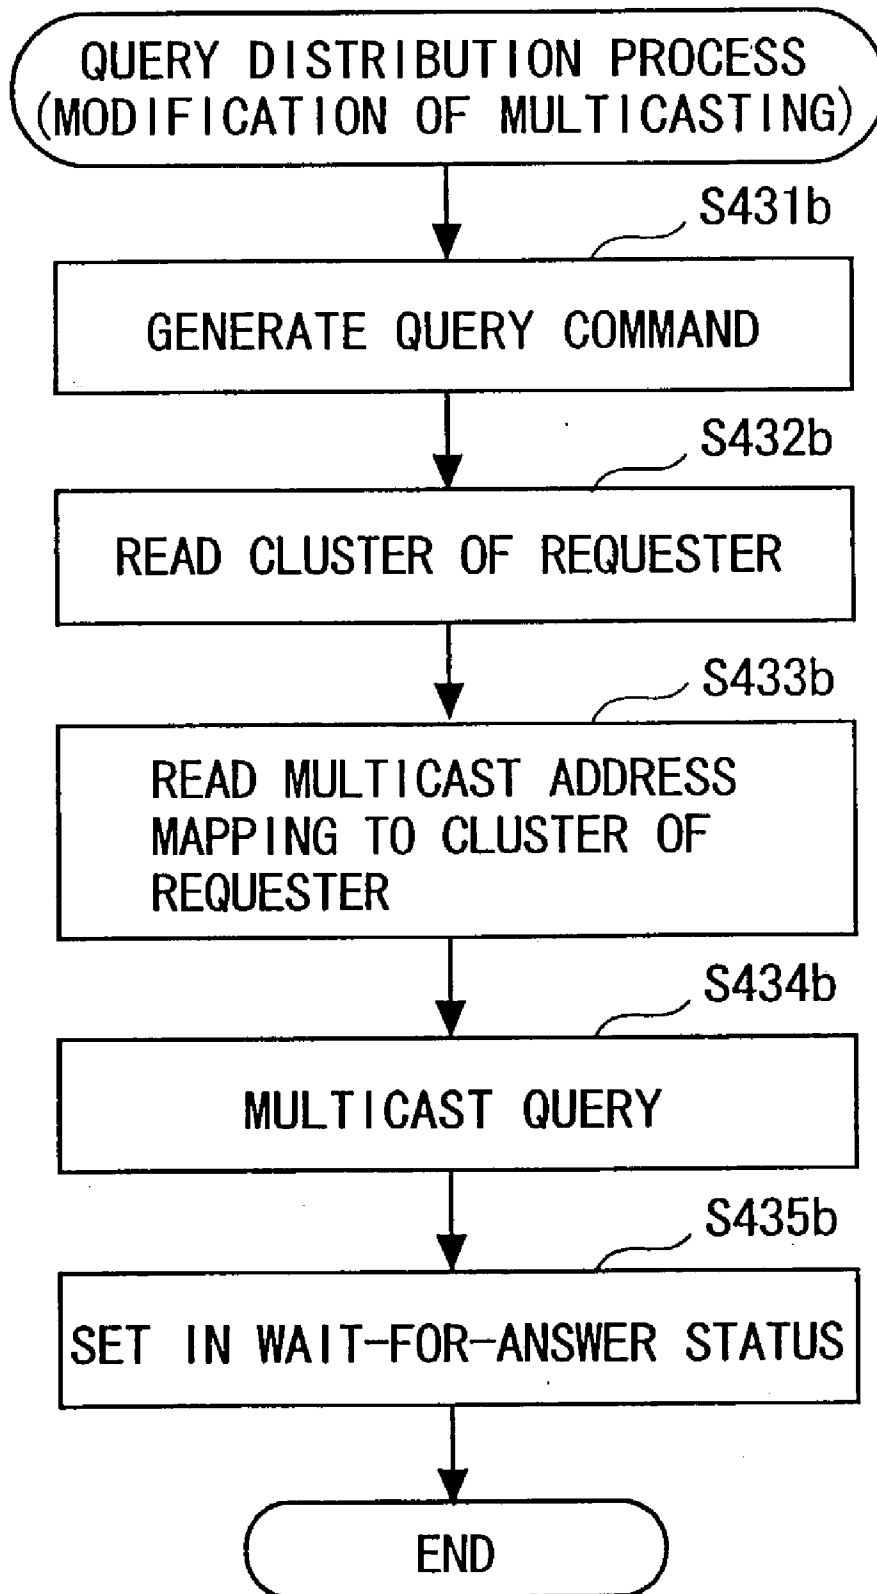 QUERY DISTRIBUTION PROCESS
(MODIFICATION OF MULTICASTING)
S431b
GENERATE QUERY COMMAND
S432b
READ CLUSTER OF REQUESTER
S433b
READ MULTICAST ADDRESS
MAPPING TO CLUSTER OF
REQUESTER
S434b
MULTICAST QUERY
S435b
SET IN WAIT-FOR-ANSWER STATUS
END